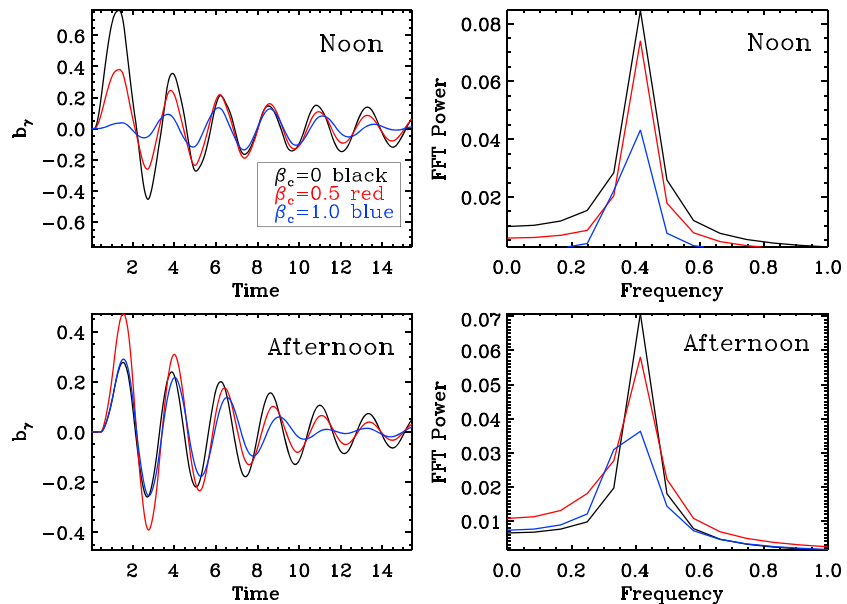 Noon
b_γ
0.6
0.4
0.2
0.0
-0.2
-0.4
-0.6
β_c=0 black
β_c=0.5 red
β_c=1.0 blue
2 4 6 8 10 12 14
Time
Noon
FFT Power
0.08
0.06
0.04
0.02
0.0 0.2 0.4 0.6 0.8 1.0
Frequency
Afternoon
b_γ
0.4
0.2
0.0
-0.2
-0.4
2 4 6 8 10 12 14
Time
Afternoon
FFT Power
0.07
0.06
0.05
0.04
0.03
0.02
0.01
0.0 0.2 0.4 0.6 0.8 1.0
Frequency